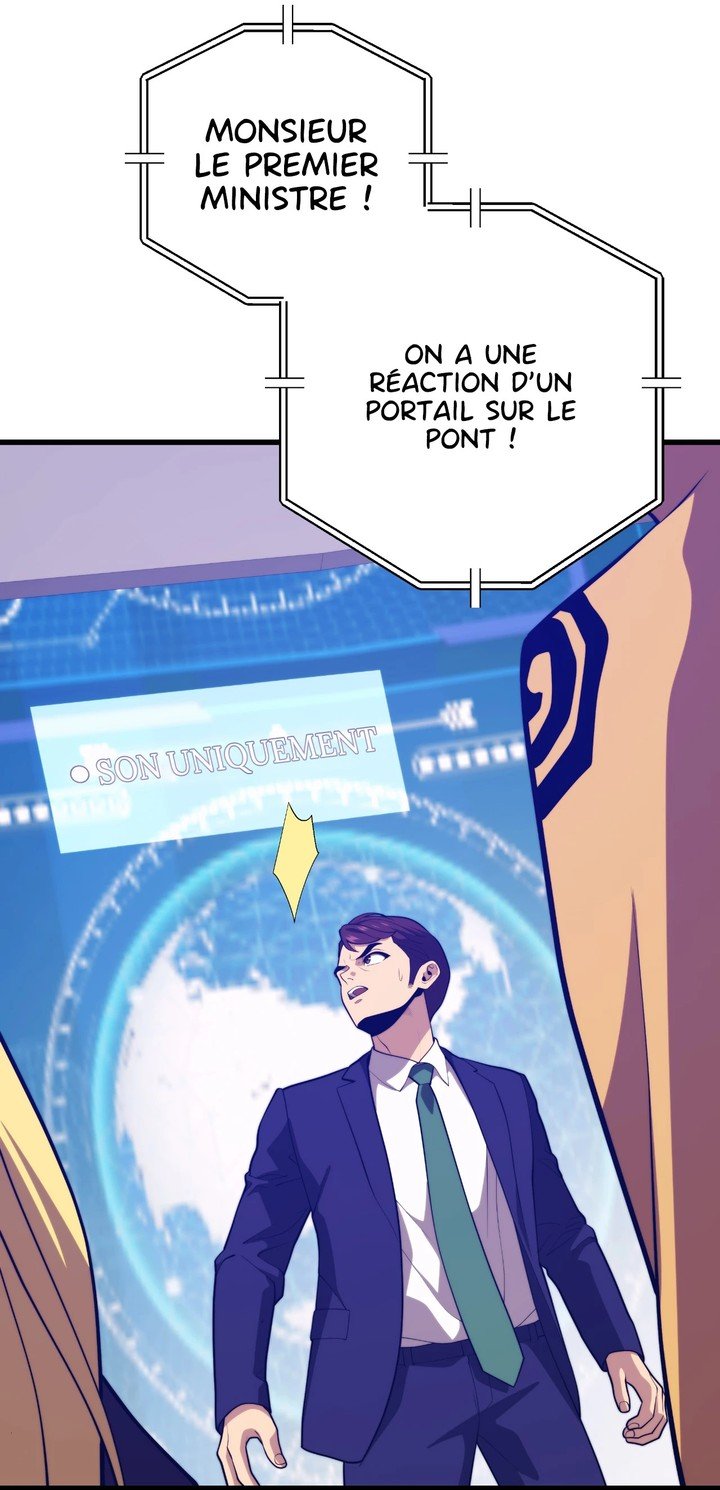 MONSIEUR
LE PREMIER
MINISTRE !
ON A UNE
RÉACTION D'UN
PORTAIL SUR LE
PONT !
● SON UNIQUEMENT